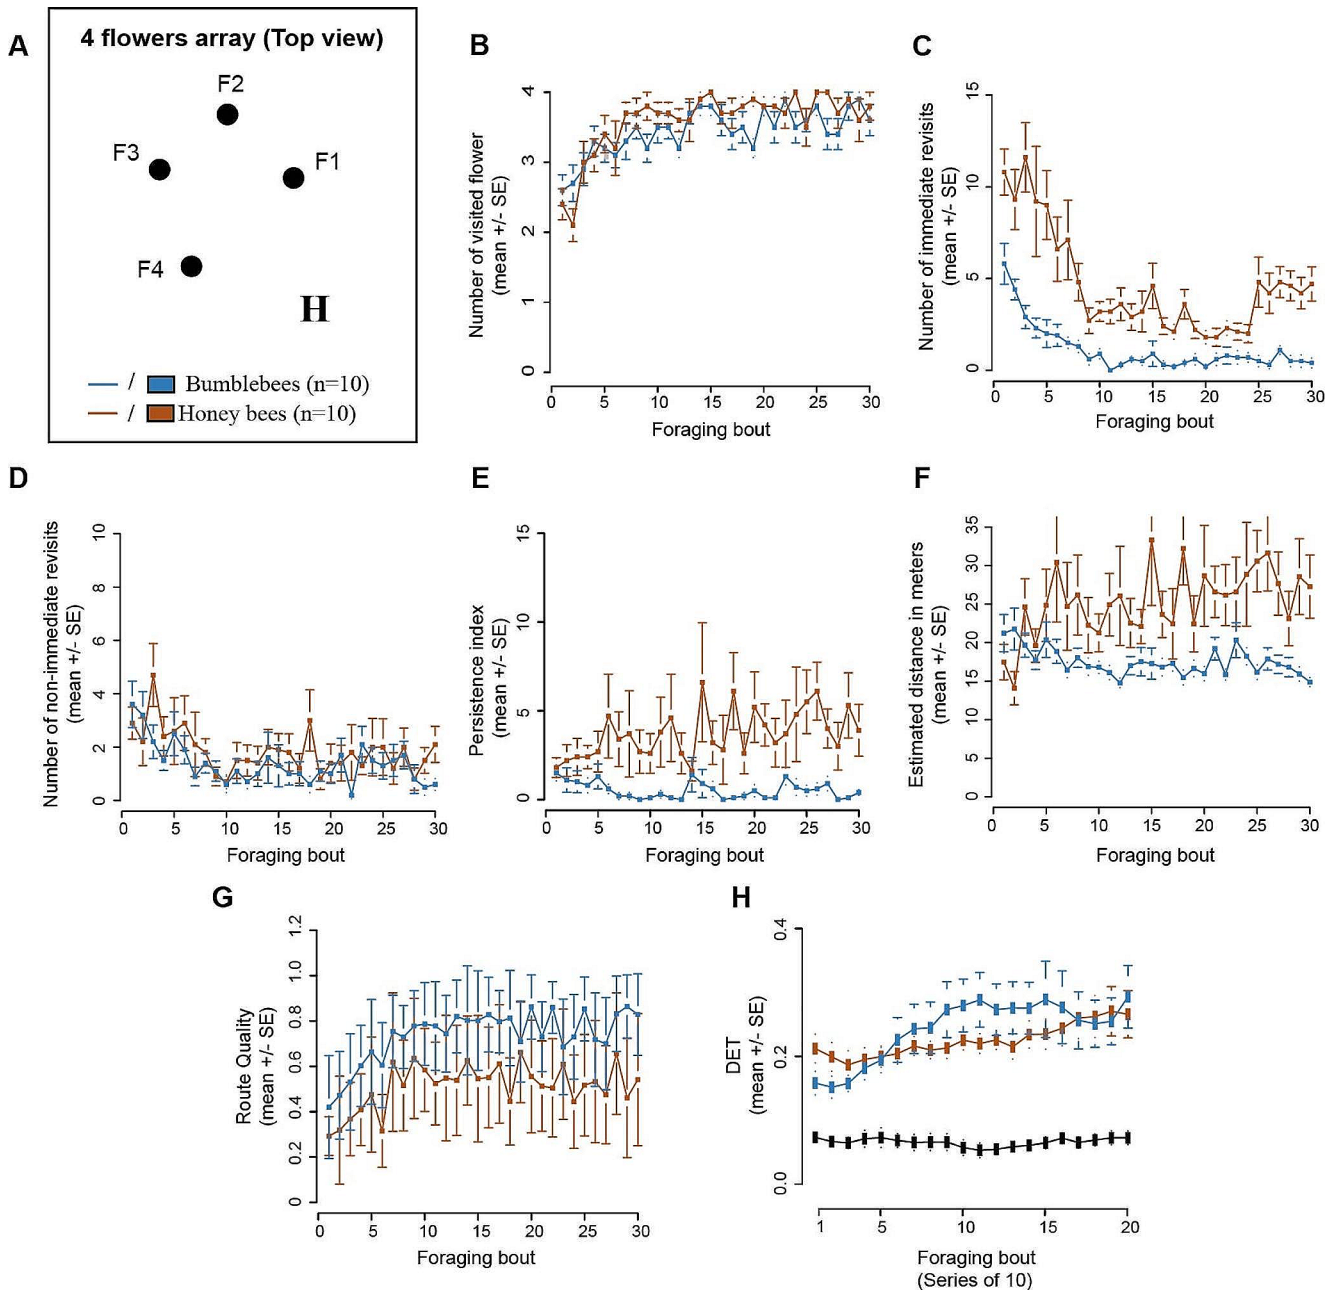 A
4 flowers array (Top view)
F2
F3
F1
F4
H
/ Bumblebees (n=10)
/ Honey bees (n=10)
B
Number of visited flower
(mean +/- SE)
4
3
2
1
0
0 5 10 15 20 25 30
Foraging bout
C
Number of immediate revisits
(mean +/- SE)
15
10
5
0
0 5 10 15 20 25 30
Foraging bout
D
Number of non-immediate revisits
(mean +/- SE)
10
8
6
4
2
0
0 5 10 15 20 25 30
Foraging bout
E
Persistence index
(mean +/- SE)
15
10
5
0
0 5 10 15 20 25 30
Foraging bout
F
Estimated distance in meters
(mean +/- SE)
35
30
25
20
15
10
5
0
0 5 10 15 20 25 30
Foraging bout
G
Route Quality
(mean +/- SE)
1.2
1.0
0.8
0.6
0.4
0.2
0
0 5 10 15 20 25 30
Foraging bout
H
DET
(mean +/- SE)
0.4
0.2
0.0
1 5 10 15 20
Foraging bout
(Series of 10)